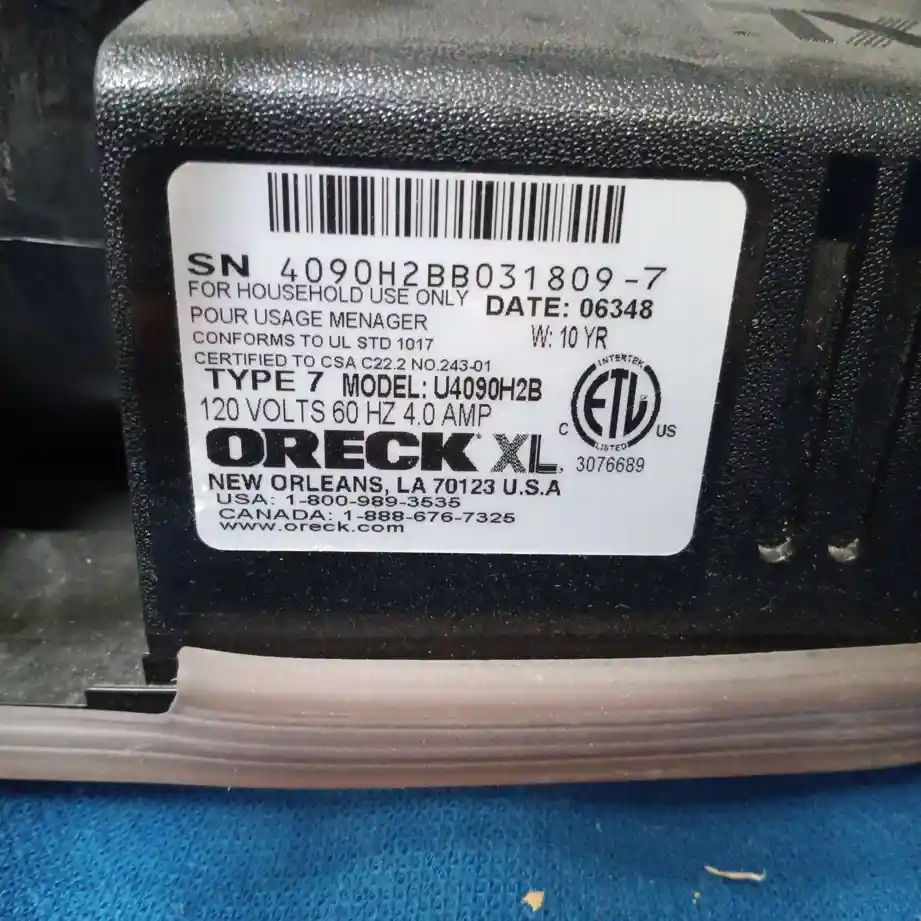 SN 4090H2BB031809-7
FOR HOUSEHOLD USE ONLY DATE: 06348
POUR USAGE MENAGER W: 10 YR
CONFORMS TO UL STD 1017
CERTIFIED TO CSA C22.2 NO.243-01
TYPE 7 MODEL: U4090H2B
120 VOLTS 60 HZ 4.0 AMP
INTERTEK
ETL
C US
LISTED
3076689
ORECK XL
NEW ORLEANS, LA 70123 U.S.A
USA: 1-800-989-3535
CANADA: 1-888-676-7325
www.oreck.com